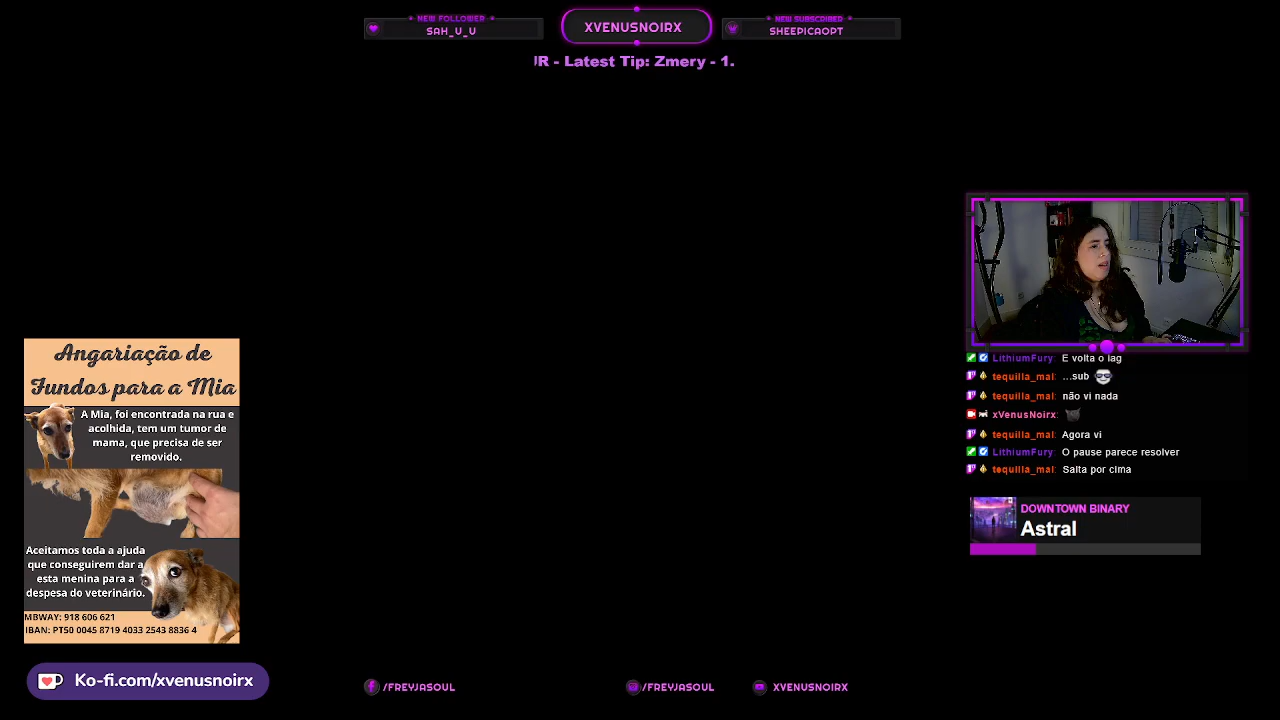 NEW FOLLOWER
SAH_U_U
XVENUSNOIRX
NEW SUBSCRIBER
SHEEPICAOPT
- Latest Tip: Zmery - 1.
Angariação de
Fundos para a Mia
A Mia, foi encontrada na rua e
acolhida, tem um tumor de
mama, que precisa de ser
removido.
Aceitamos toda a ajuda
que conseguirem dar a
esta menina para a
despesa do veterinário.
MBWAY: 918 606 621
IBAN: PT50 0045 8719 4033 2543 8836 4
Ko-fi.com/xvenusnoirx
LithiumFury: E volta o lag
tequilla_mal: ...sub
tequilla_mal: não vi nada
xVenusNoirx:
tequilla_mal: Agora vi
LithiumFury: O pause parece resolver
tequilla_mal: Salta por cima
DOWNTOWN BINARY
Astral
/FREYJASOUL
/FREYJASOUL
XVENUSNOIRX